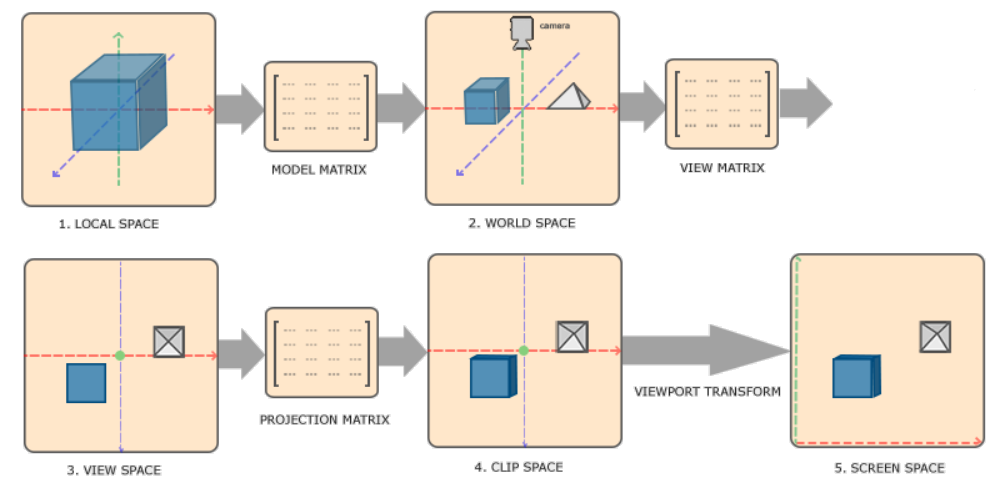 camera
MODEL MATRIX
VIEW MATRIX
1. LOCAL SPACE
2. WORLD SPACE
PROJECTION MATRIX
VIEWPORT TRANSFORM
3. VIEW SPACE
4. CLIP SPACE
5. SCREEN SPACE